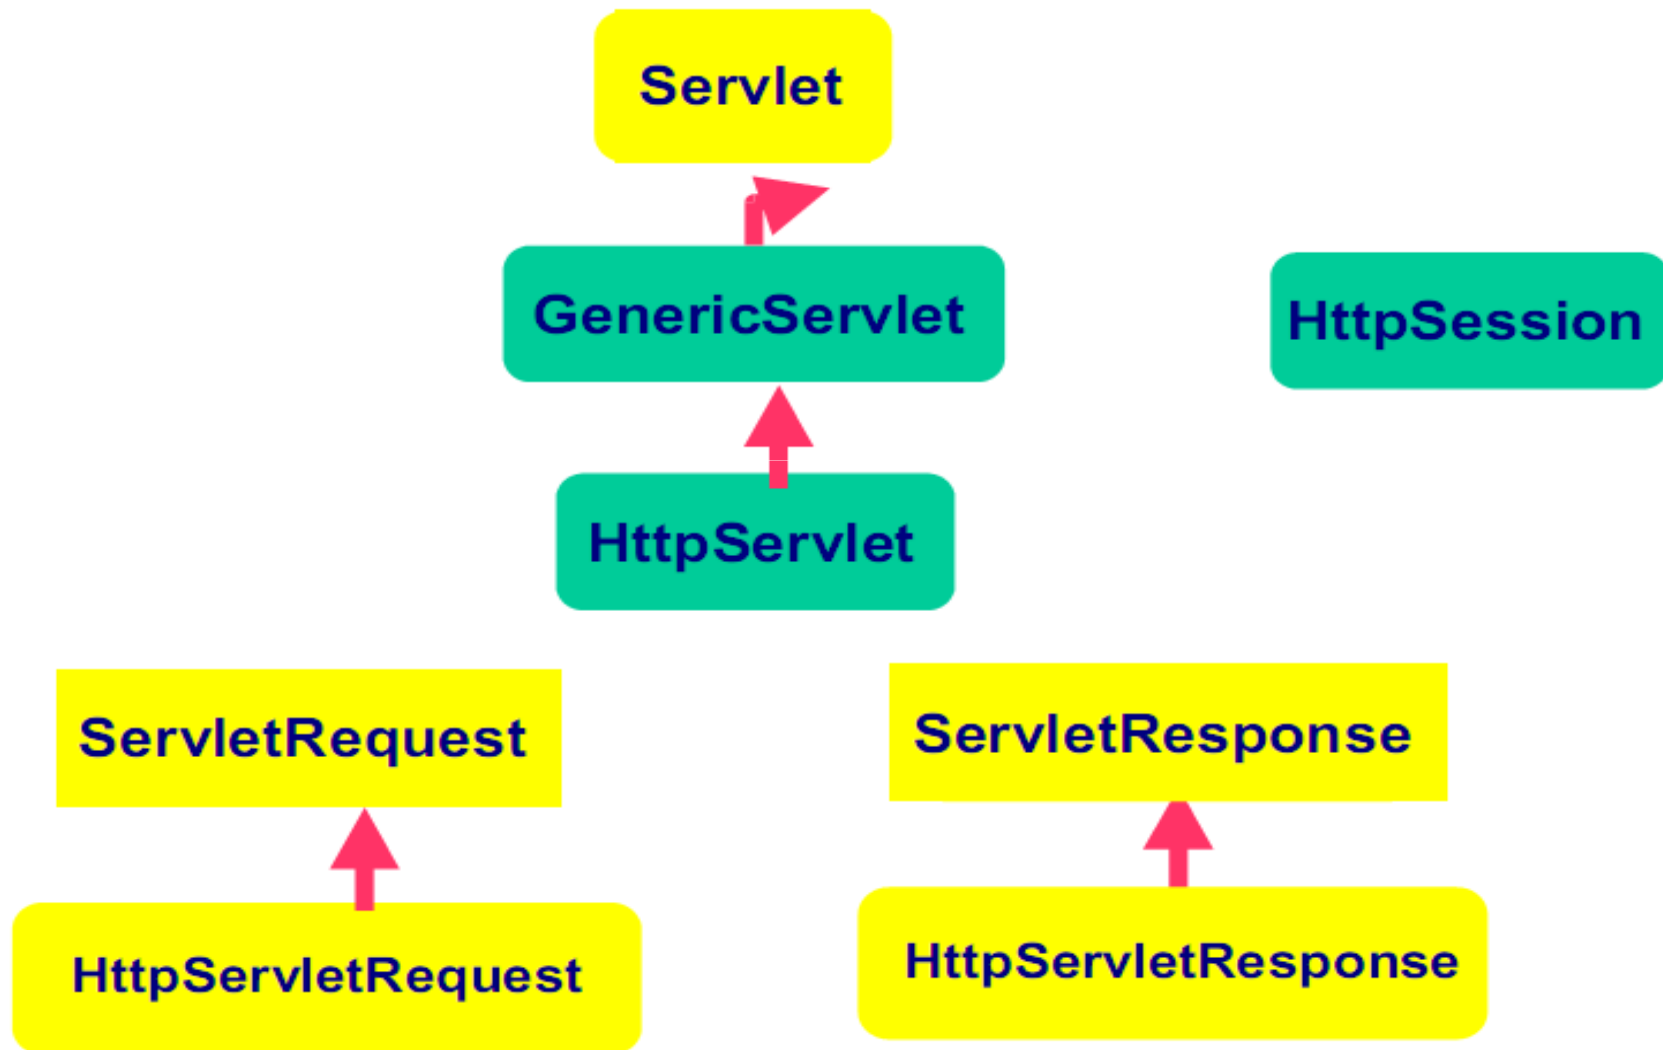 Servlet
GenericServlet
HttpSession
HttpServlet
ServletRequest
ServletResponse
HttpServletRequest
HttpServletResponse